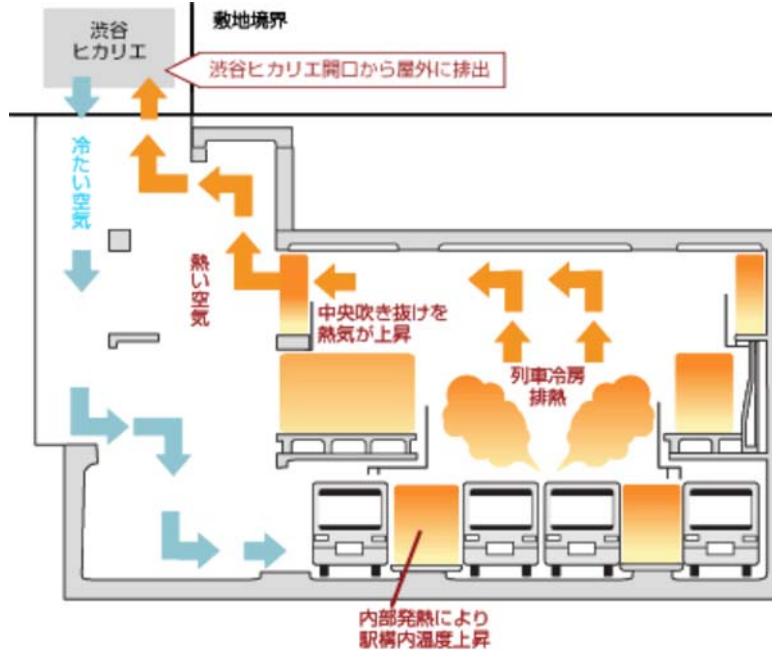 渋谷
ヒカリエ
敷地境界
渋谷ヒカリエ開口から屋外に排出
冷たい空気
熱い空気
中央吹き抜けを
熱気が上昇
列車冷房
排熱
内部発熱により
駅構内温度上昇